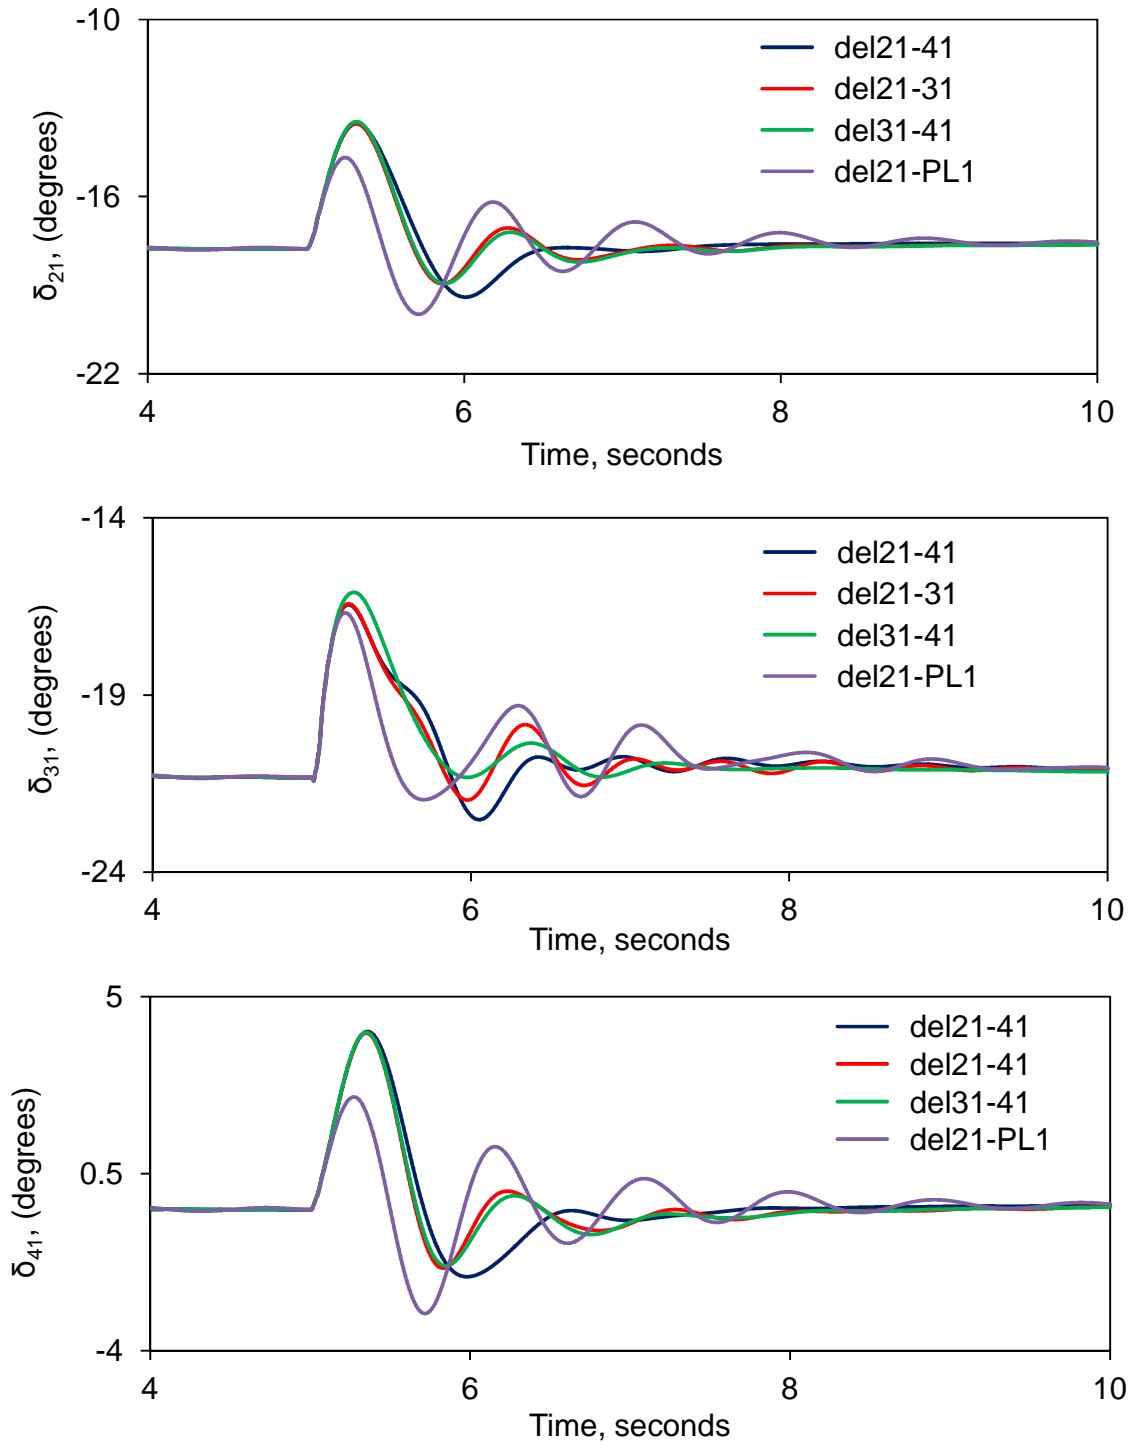 -10
del21-41
del21-31
del31-41
del21-PL1
-16
δ21, (degrees)
-22
4 6 8 10
Time, seconds
-14
del21-41
del21-31
del31-41
del21-PL1
-19
δ31, (degrees)
-24
4 6 8 10
Time, seconds
5
del21-41
del21-41
del31-41
del21-PL1
0.5
δ41, (degrees)
-4
4 6 8 10
Time, seconds